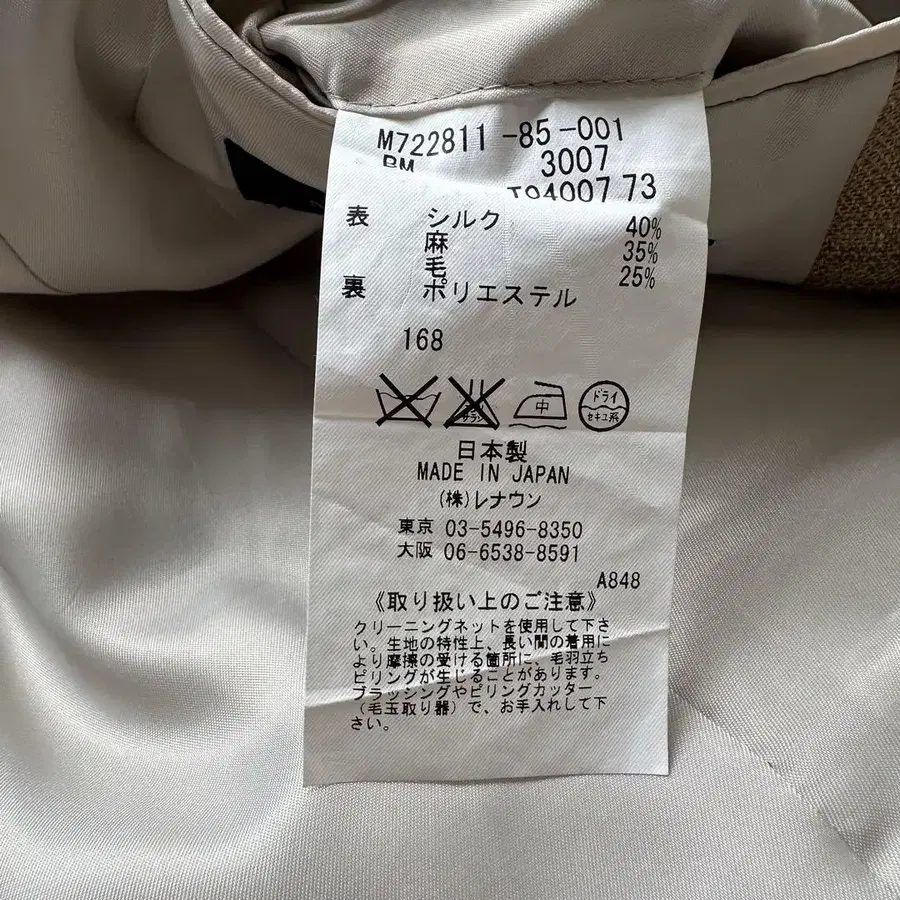 M722811 -85-001
3007
表 シルク 40%
麻 35%
毛 25%
裏 ポリエステル
168
サラシ
中
ドライ
セキユ系
日本製
MADE IN JAPAN
(株)レナウン
東京 03-5496-8350
大阪 06-6538-8591
A848
《取り扱い上のご注意》
クリーニングネットを使用して下さ
い。生地の特性上、長い間の着用に
より摩擦の受ける箇所に、毛羽立ち
ピリングが生じることがあります。
ブラッシングやピリングカッター
(毛玉取り器)で、お手入れして下
さい。